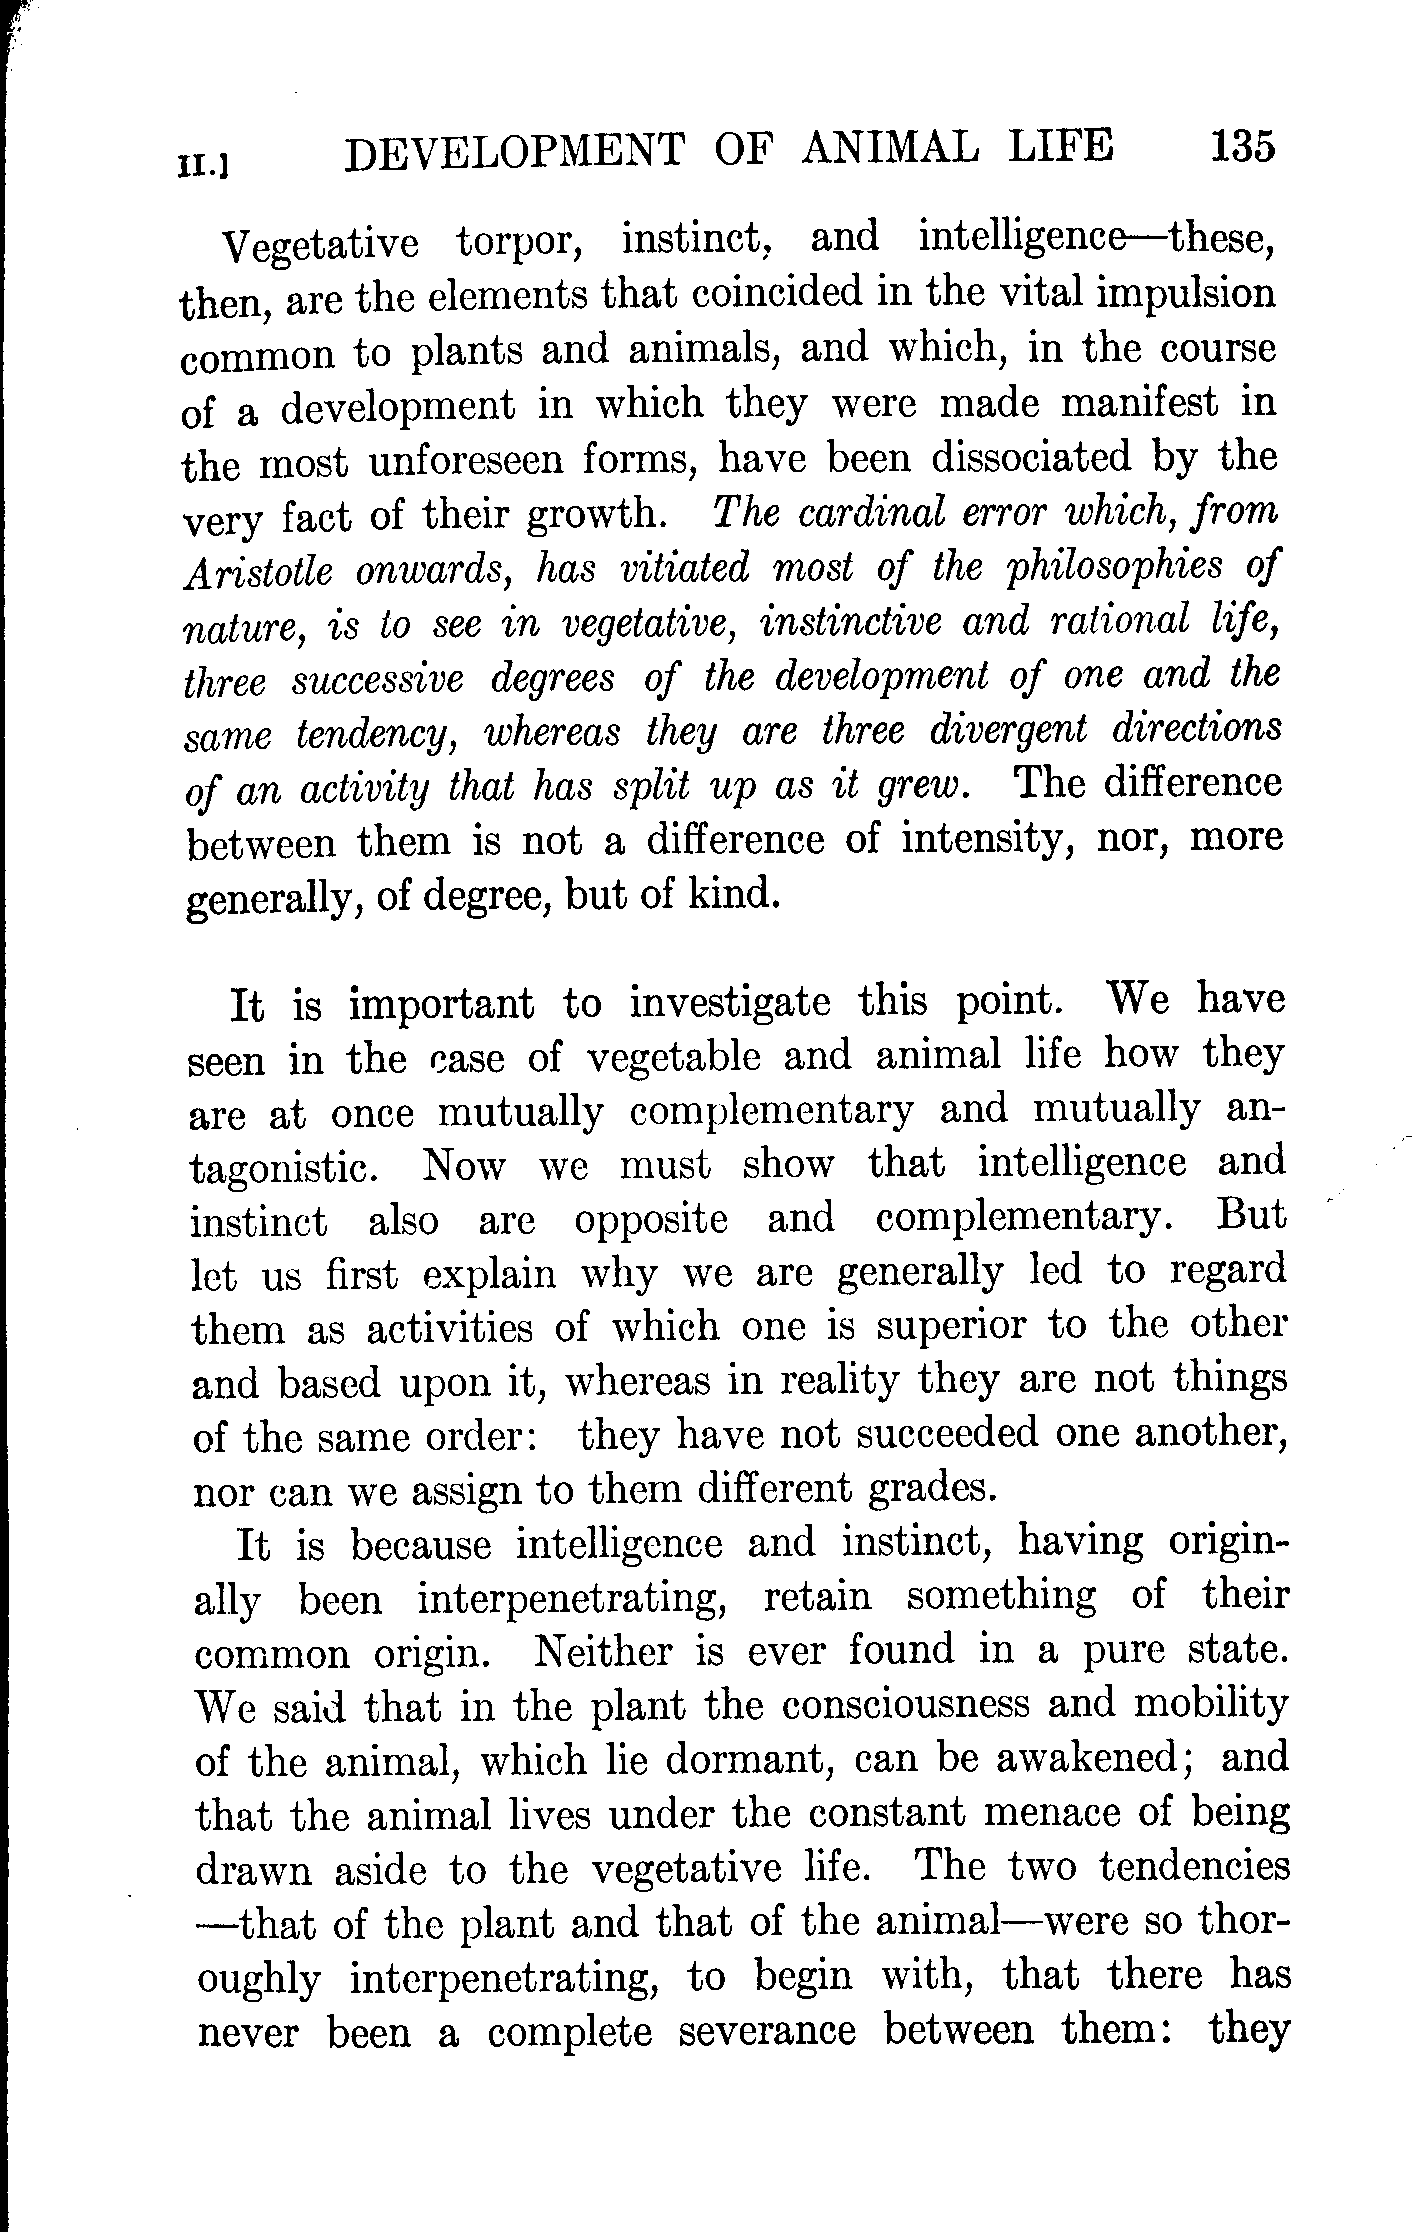 II.] DEVELOPMENT OF ANIMAL LIFE 135
Vegetative torpor, instinct, and intelligence—these,
then, are the elements that coincided in the vital impulsion
common to plants and animals, and which, in the course
of a development in which they were made manifest in
the most unforeseen forms, have been dissociated by the
very fact of their growth. The cardinal error which, from
Aristotle onwards, has vitiated most of the philosophies of
nature, is to see in vegetative, instinctive and rational life,
three successive degrees of the development of one and the
same tendency, whereas they are three divergent directions
of an activity that has split up as it grew. The difference
between them is not a difference of intensity, nor, more
generally, of degree, but of kind.
It is important to investigate this point. We have
seen in the case of vegetable and animal life how they
are at once mutually complementary and mutually an-
tagonistic. Now we must show that intelligence and
instinct also are opposite and complementary. But
let us first explain why we are generally led to regard
them as activities of which one is superior to the other
and based upon it, whereas in reality they are not things
of the same order: they have not succeeded one another,
nor can we assign to them different grades.
It is because intelligence and instinct, having origin-
ally been interpenetrating, retain something of their
common origin. Neither is ever found in a pure state.
We said that in the plant the consciousness and mobility
of the animal, which lie dormant, can be awakened; and
that the animal lives under the constant menace of being
drawn aside to the vegetative life. The two tendencies
—that of the plant and that of the animal—were so thor-
oughly interpenetrating, to begin with, that there has
never been a complete severance between them: they